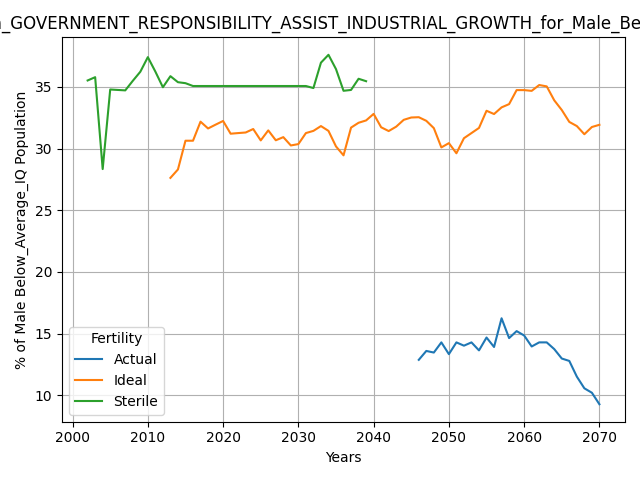 GOVERNMENT_RESPONSIBILITY_ASSIST_INDUSTRIAL_GROWTH_for_Male_Be
35
30
25
20
15
10
% of Male Below_Average_IQ Population
Fertility
Actual
Ideal
Sterile
2000 2010 2020 2030 2040 2050 2060 2070
Years